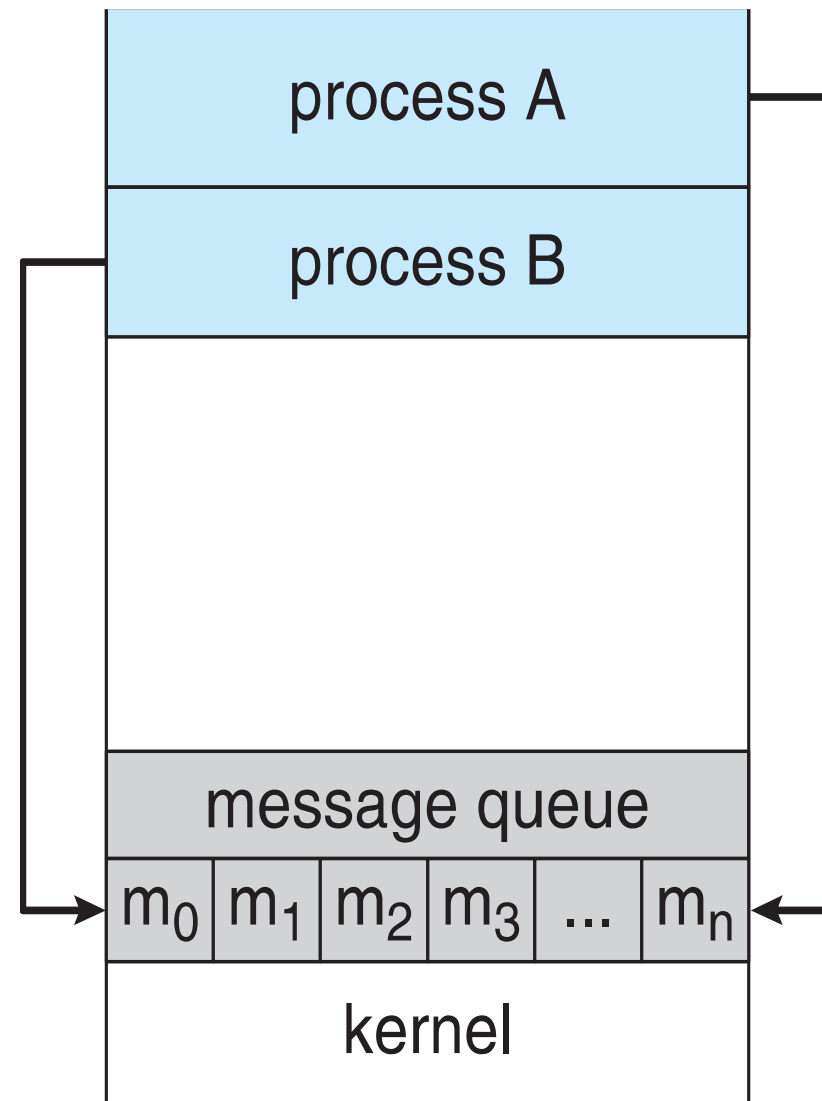 process A
process B
message queue
m₀ m₁ m₂ m₃ ... mₙ
kernel